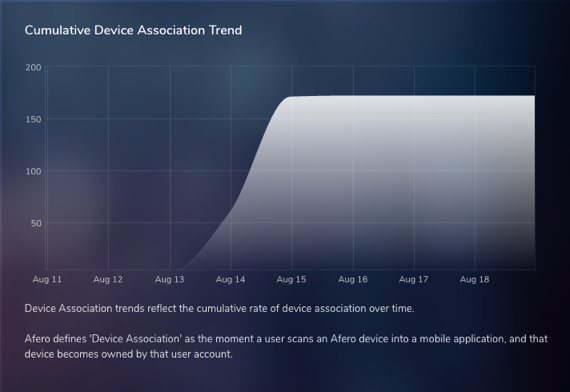 Cumulative Device Association Trend
200
150
100
50
Aug 11 Aug 12 Aug 13 Aug 14 Aug 15 Aug 16 Aug 17 Aug 18
Device Association trends reflect the cumulative rate of device association over time.
Afero defines 'Device Association' as the moment a user scans an Afero device into a mobile application, and that
device becomes owned by that user account.